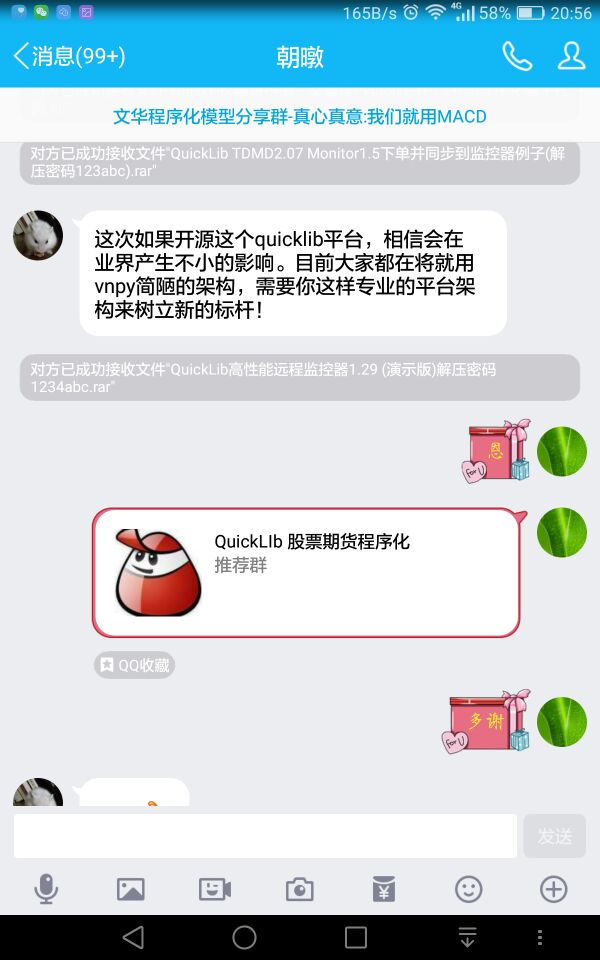 165B/s 4G 58% 20:56
消息(99+)
朝暾
文华程序化模型分享群-真心真意:我们就用MACD
对方已成功接收文件"QuickLib TDMD2.07 Monitor1.5下单并同步到监控器例子(解
压密码123abc).rar"
这次如果开源这个quicklib平台，相信会在
业界产生不小的影响。目前大家都在将就用
vnpy简陋的架构，需要你这样专业的平台架
构来树立新的标杆！
对方已成功接收文件"QuickLib高性能远程监控器1.29 (演示版)解压密码
1234abc.rar"
恩
for U
QuickLIb 股票期货程序化
推荐群
QQ收藏
多谢
for U
发送